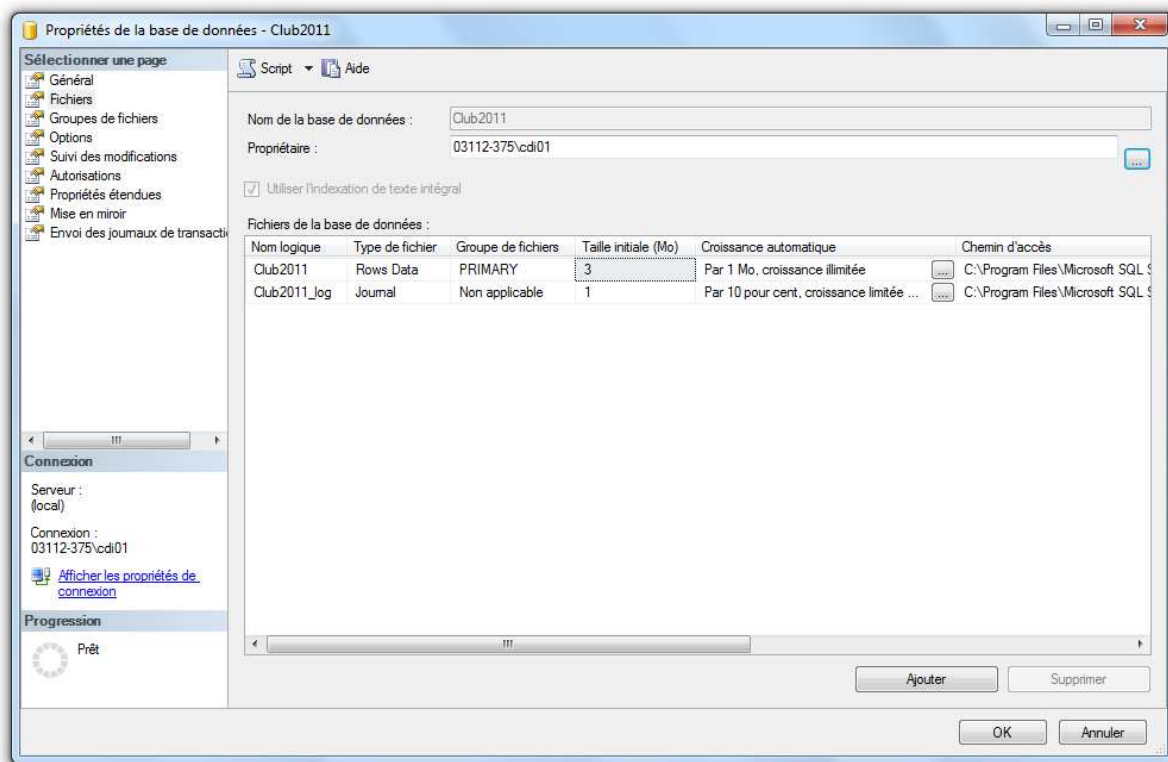 Propriétés de la base de données - Club2011
Sélectionner une page
Général
Fichiers
Groupes de fichiers
Options
Suivi des modifications
Autorisations
Propriétés étendues
Mise en miroir
Envoi des journaux de transacti
Script Aide
Nom de la base de données : Club2011
Propriétaire : 03112-375\cdi01
...
Utiliser l'indexation de texte intégral
Fichiers de la base de données :
Nom logique Type de fichier Groupe de fichiers Taille initiale (Mo) Croissance automatique Chemin d'accès
Club2011 Rows Data PRIMARY 3 Par 1 Mo, croissance illimitée ... C:\Program Files\Microsoft SQL S
Club2011_log Journal Non applicable 1 Par 10 pour cent, croissance limitée ... ... C:\Program Files\Microsoft SQL S
Connexion
Serveur :
(local)
Connexion :
03112-375\cdi01
Afficher les propriétés de
connexion
Progression
Prêt
Ajouter Supprimer
OK Annuler